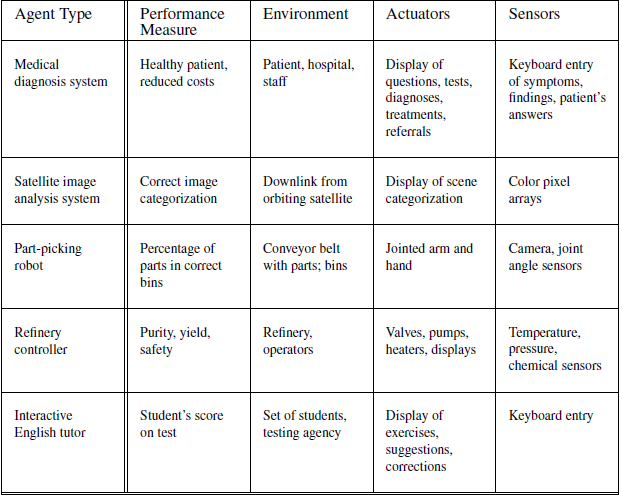 Agent Type
Performance
Measure
Environment
Actuators
Sensors
Medical
diagnosis system
Healthy patient,
reduced costs
Patient, hospital,
staff
Display of
questions, tests,
diagnoses,
treatments,
referrals
Keyboard entry
of symptoms,
findings, patient's
answers
Satellite image
analysis system
Correct image
categorization
Downlink from
orbiting satellite
Display of scene
categorization
Color pixel
arrays
Part-picking
robot
Percentage of
parts in correct
bins
Conveyor belt
with parts; bins
Jointed arm and
hand
Camera, joint
angle sensors
Refinery
controller
Purity, yield,
safety
Refinery,
operators
Valves, pumps,
heaters, displays
Temperature,
pressure,
chemical sensors
Interactive
English tutor
Student's score
on test
Set of students,
testing agency
Display of
exercises,
suggestions,
corrections
Keyboard entry